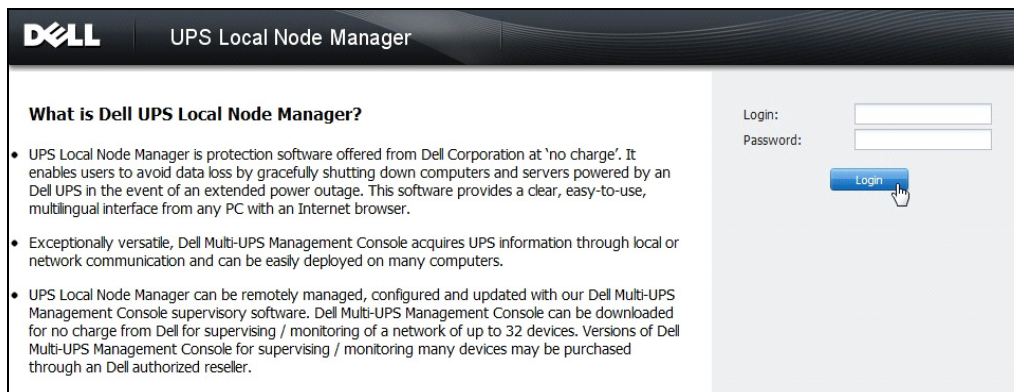 DELL
UPS Local Node Manager
What is Dell UPS Local Node Manager?
• UPS Local Node Manager is protection software offered from Dell Corporation at ‘no charge’. It
enables users to avoid data loss by gracefully shutting down computers and servers powered by an
Dell UPS in the event of an extended power outage. This software provides a clear, easy-to-use,
multilingual interface from any PC with an Internet browser.
• Exceptionally versatile, Dell Multi-UPS Management Console acquires UPS information through local or
network communication and can be easily deployed on many computers.
• UPS Local Node Manager can be remotely managed, configured and updated with our Dell Multi-UPS
Management Console supervisory software. Dell Multi-UPS Management Console can be downloaded
for no charge from Dell for supervising / monitoring of a network of up to 32 devices. Versions of Dell
Multi-UPS Management Console for supervising / monitoring many devices may be purchased
through an Dell authorized reseller.
Login:
Password:
Login